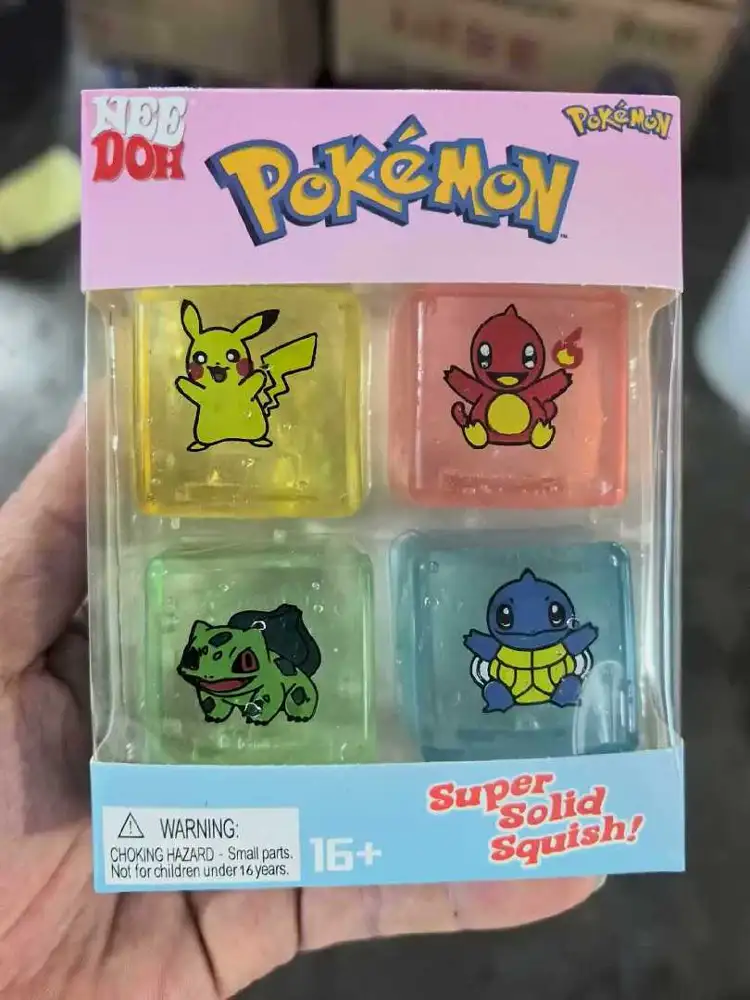 NEE
DOH
POKéMON
POKéMON
Super
Solid
Squish!
WARNING:
CHOKING HAZARD - Small parts.
Not for children under 16 years.
16+